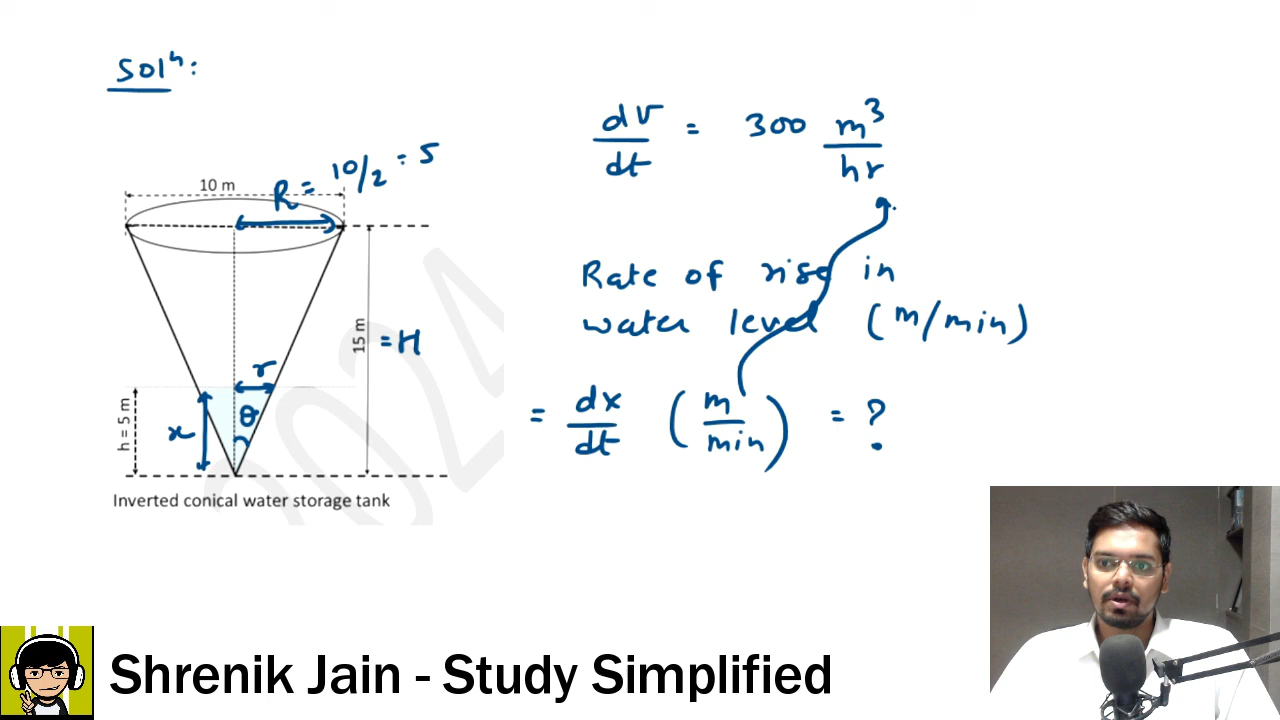 Solⁿ:
dV/dt = 300 m³/hr
10 m
R = 10/2 = 5
Rate of rise in
water level (m/min)
15 m
= H
r
θ
x
h = 5 m
= dx/dt (m/min) = ?
2024
Inverted conical water storage tank
Shrenik Jain - Study Simplified